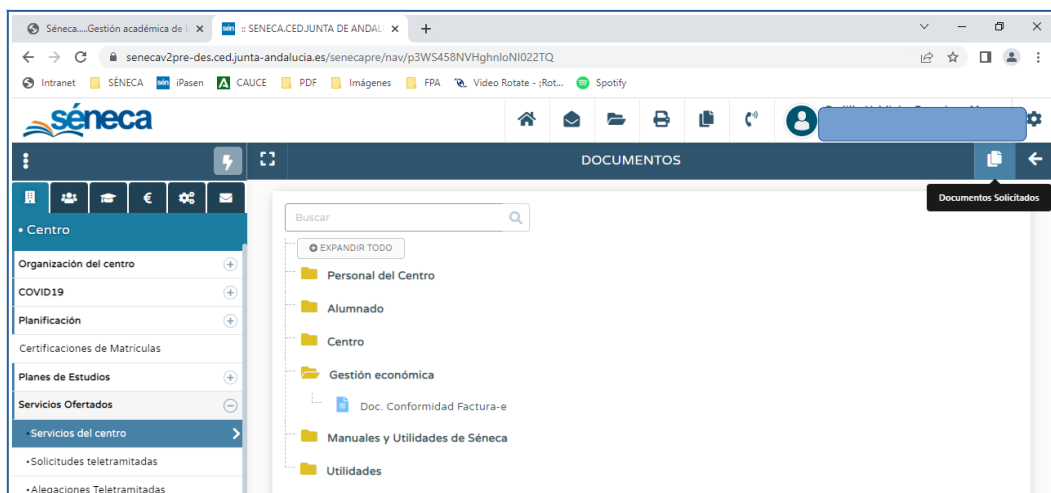 Séneca.....Gestión académica de l
:: SENECA.CED.JUNTA DE ANDAL
senecav2pre-des.ced.junta-andalucia.es/senecapre/nav/p3WS458NVHghnIoNI022TQ
Intranet SÉNECA iPasen CAUCE PDF Imágenes FPA Video Rotate - ¡Rot... Spotify
séneca
DOCUMENTOS
Documentos Solicitados
• Centro
Organización del centro
COVID19
Planificación
Certificaciones de Matrículas
Planes de Estudios
Servicios Ofertados
•Servicios del centro
•Solicitudes teletramitadas
•Alegaciones Teletramitadas
Buscar
EXPANDIR TODO
Personal del Centro
Alumnado
Centro
Gestión económica
Doc. Conformidad Factura-e
Manuales y Utilidades de Séneca
Utilidades